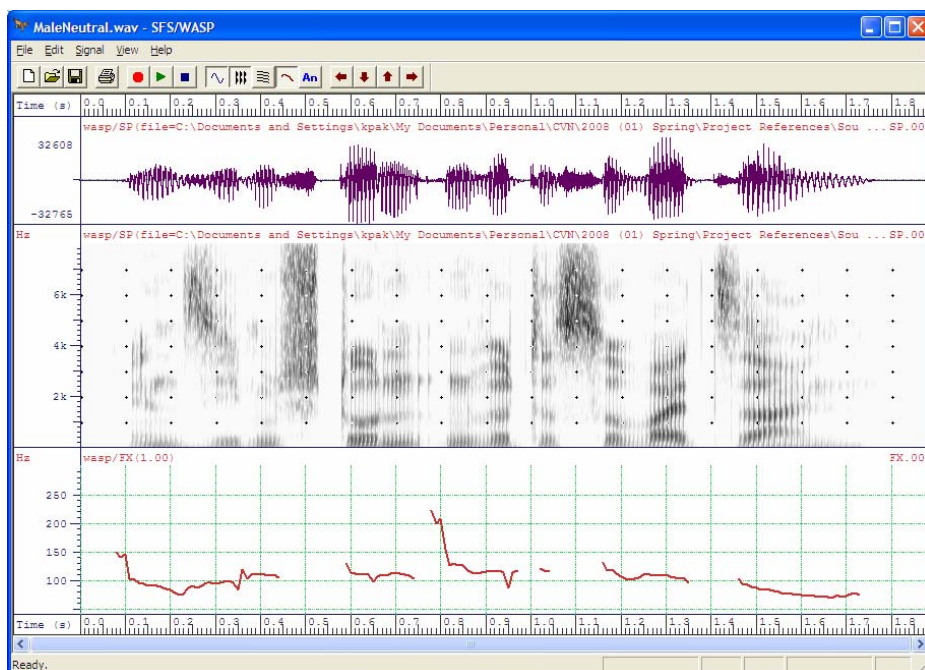 MaleNeutral.wav - SFS/WASP
File Edit Signal View Help
An
Time (s) 0.0 0.1 0.2 0.3 0.4 0.5 0.6 0.7 0.8 0.9 1.0 1.1 1.2 1.3 1.4 1.5 1.6 1.7 1.8
wasp/SP(file=C:\Documents and Settings\kpak\My Documents\Personal\CVN\2008 (01) Spring\Project References\Sou ...SP.00
32608
-32765
Hz wasp/SP(file=C:\Documents and Settings\kpak\My Documents\Personal\CVN\2008 (01) Spring\Project References\Sou ...SP.00
6k
4k
2k
Hz wasp/FX(1.00) FX.00
250
200
150
100
Time (s) 0.0 0.1 0.2 0.3 0.4 0.5 0.6 0.7 0.8 0.9 1.0 1.1 1.2 1.3 1.4 1.5 1.6 1.7 1.8
Ready.